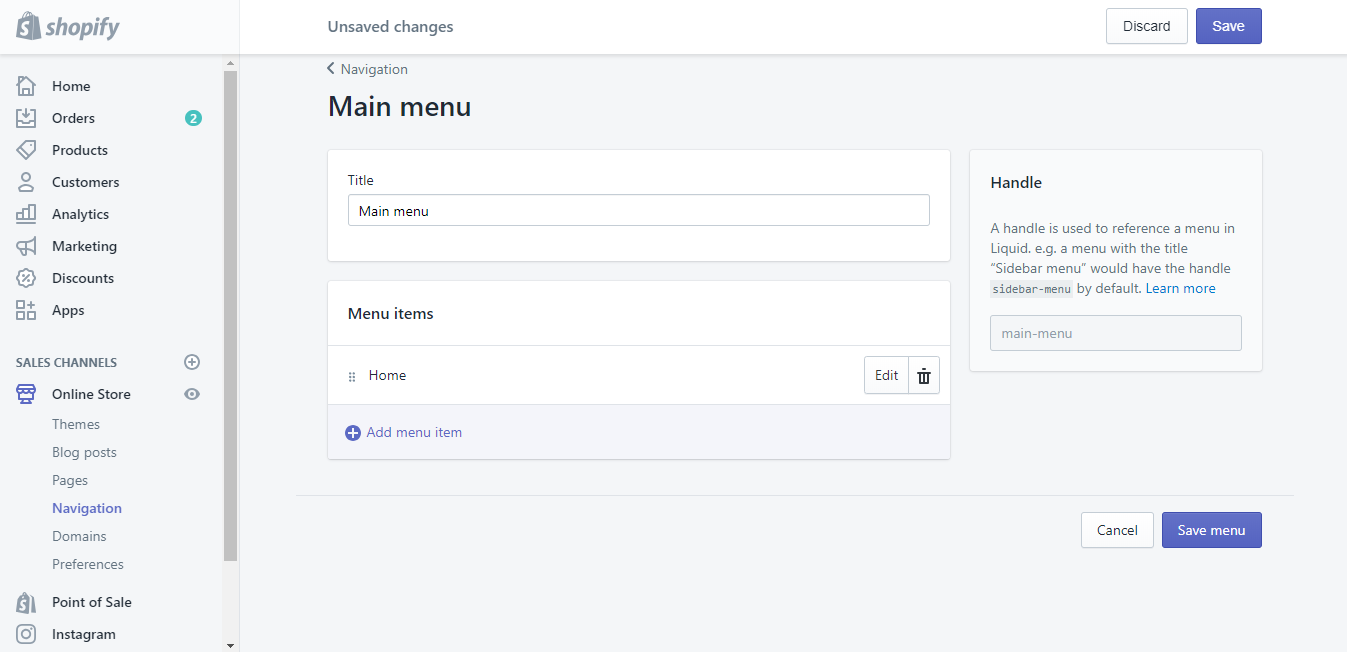 shopify
Unsaved changes
Discard
Save
Home
Orders
2
Products
Customers
Analytics
Marketing
Discounts
Apps
SALES CHANNELS
Online Store
Themes
Blog posts
Pages
Navigation
Domains
Preferences
Point of Sale
Instagram
Navigation
Main menu
Title
Main menu
Menu items
Home
Edit
Add menu item
Handle
A handle is used to reference a menu in
Liquid. e.g. a menu with the title
“Sidebar menu” would have the handle
sidebar-menu by default. Learn more
main-menu
Cancel
Save menu